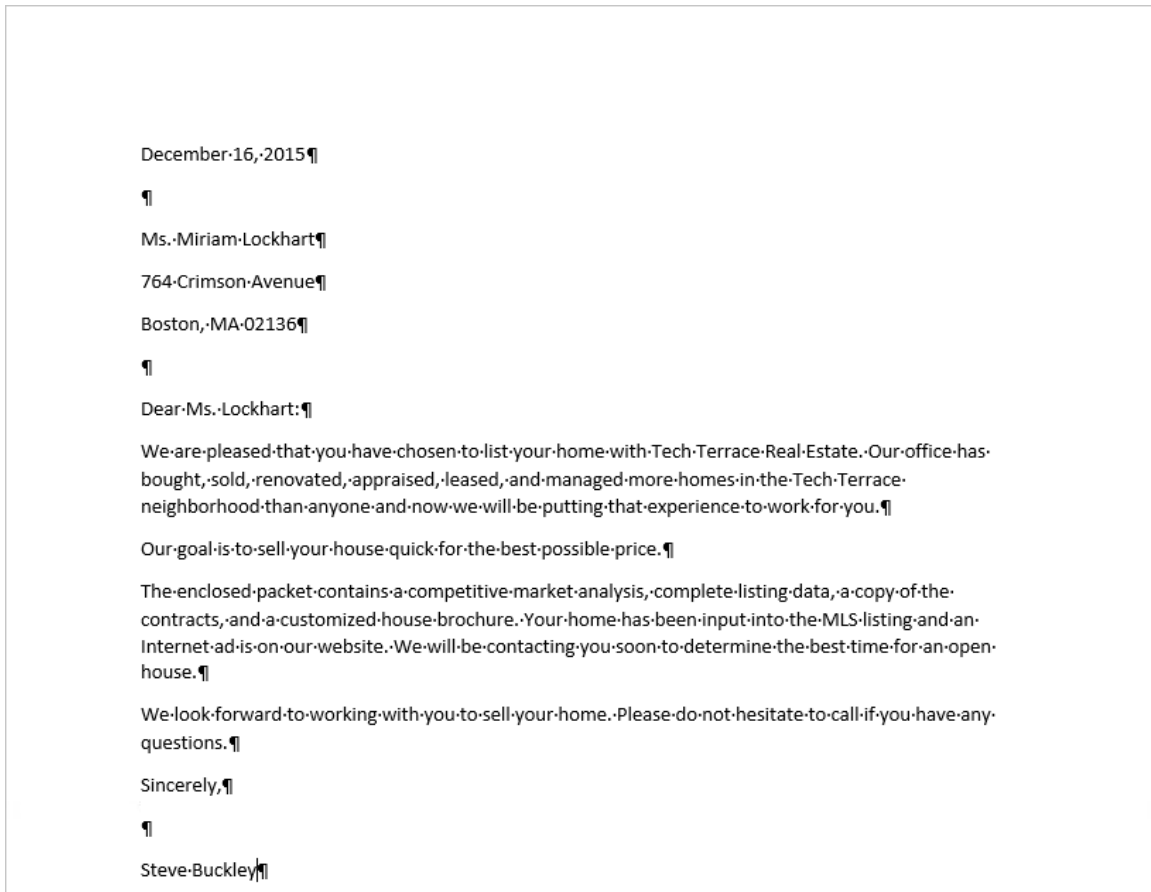 December·16,·2015¶
¶
Ms.·Miriam·Lockhart¶
764·Crimson·Avenue¶
Boston,·MA·02136¶
¶
Dear·Ms.·Lockhart:¶
We·are·pleased·that·you·have·chosen·to·list·your·home·with·Tech·Terrace·Real·Estate.·Our·office·has·
bought,·sold,·renovated,·appraised,·leased,·and·managed·more·homes·in·the·Tech·Terrace·
neighborhood·than·anyone·and·now·we·will·be·putting·that·experience·to·work·for·you.¶
Our·goal·is·to·sell·your·house·quick·for·the·best·possible·price.¶
The·enclosed·packet·contains·a·competitive·market·analysis,·complete·listing·data,·a·copy·of·the·
contracts,·and·a·customized·house·brochure.·Your·home·has·been·input·into·the·MLS·listing·and·an·
Internet·ad·is·on·our·website.·We·will·be·contacting·you·soon·to·determine·the·best·time·for·an·open·
house.¶
We·look·forward·to·working·with·you·to·sell·your·home.·Please·do·not·hesitate·to·call·if·you·have·any·
questions.¶
Sincerely,¶
¶
Steve·Buckley¶